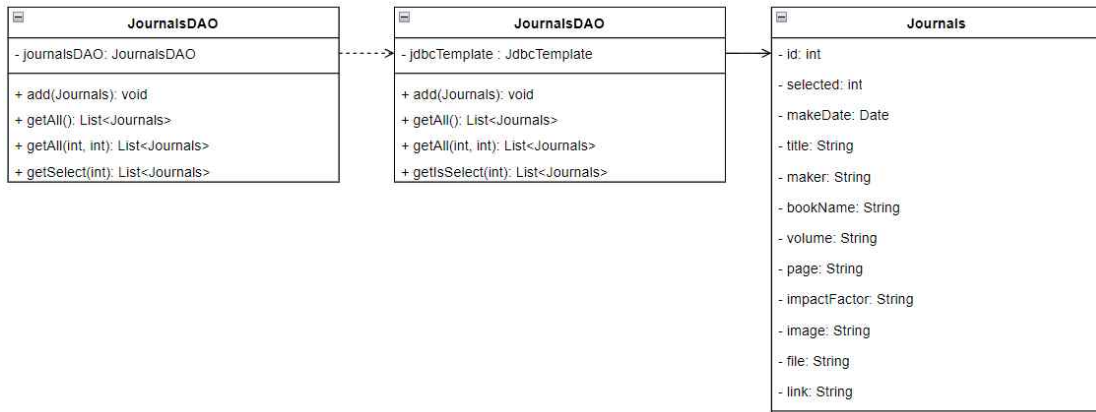 JournalsDAO
- journalsDAO: JournalsDAO
+ add(Journals): void
+ getAll(): List<Journals>
+ getAll(int, int): List<Journals>
+ getSelect(int): List<Journals>
JournalsDAO
- jdbcTemplate : JdbcTemplate
+ add(Journals): void
+ getAll(): List<Journals>
+ getAll(int, int): List<Journals>
+ getIsSelect(int): List<Journals>
Journals
- id: int
- selected: int
- makeDate: Date
- title: String
- maker: String
- bookName: String
- volume: String
- page: String
- impactFactor: String
- image: String
- file: String
- link: String